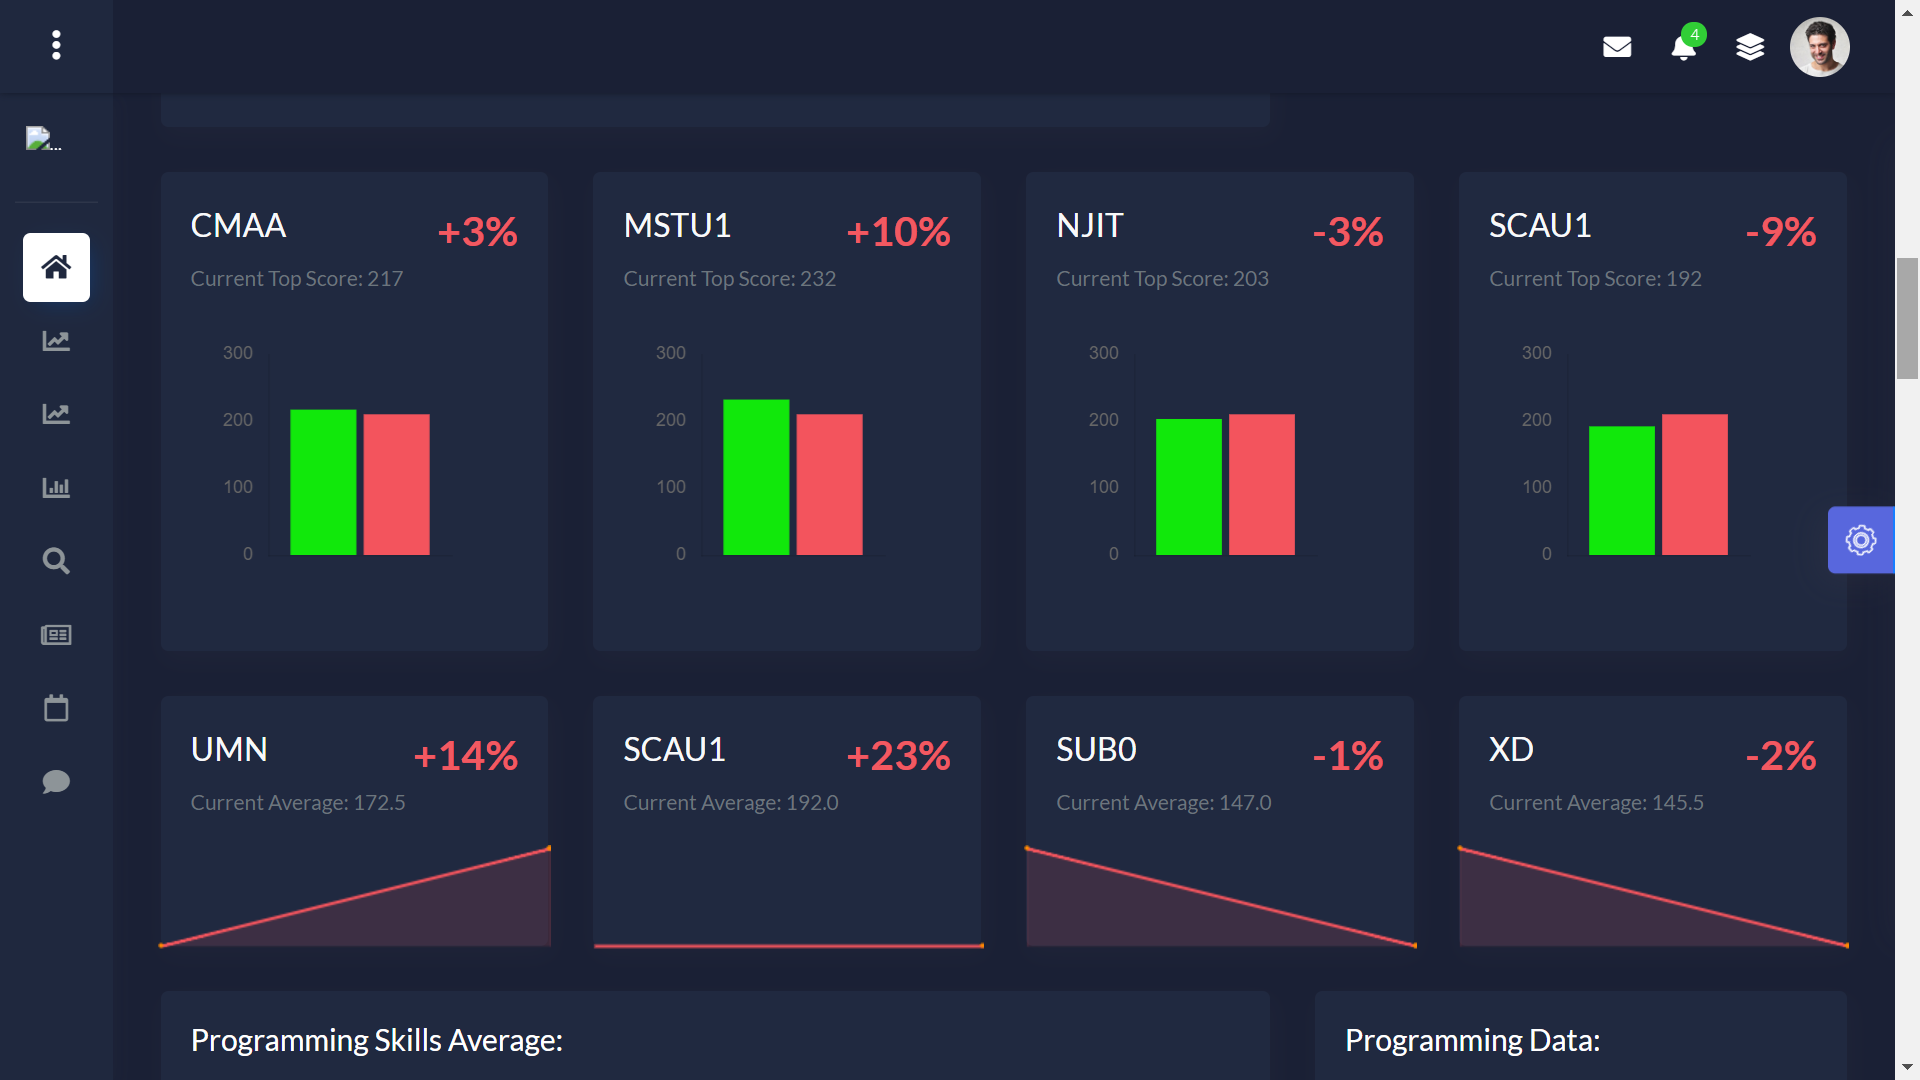 4
...
CMAA +3%
Current Top Score: 217
300
200
100
0
MSTU1 +10%
Current Top Score: 232
300
200
100
0
NJIT -3%
Current Top Score: 203
300
200
100
0
SCAU1 -9%
Current Top Score: 192
300
200
100
0
UMN +14%
Current Average: 172.5
SCAU1 +23%
Current Average: 192.0
SUB0 -1%
Current Average: 147.0
XD -2%
Current Average: 145.5
Programming Skills Average:
Programming Data: